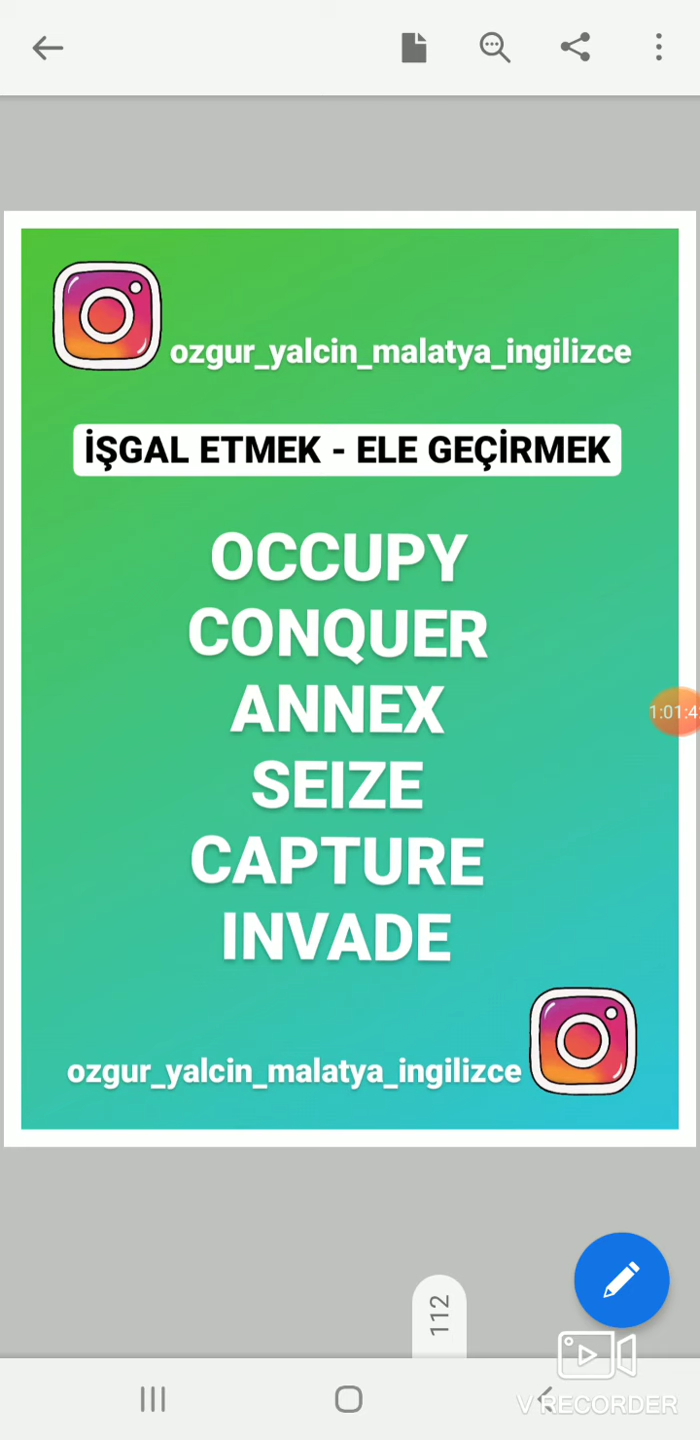 ozgur_yalcin_malatya_ingilizce
İŞGAL ETMEK - ELE GEÇİRMEK
OCCUPY
CONQUER
ANNEX
SEIZE
CAPTURE
INVADE
ozgur_yalcin_malatya_ingilizce
112
V RECORDER